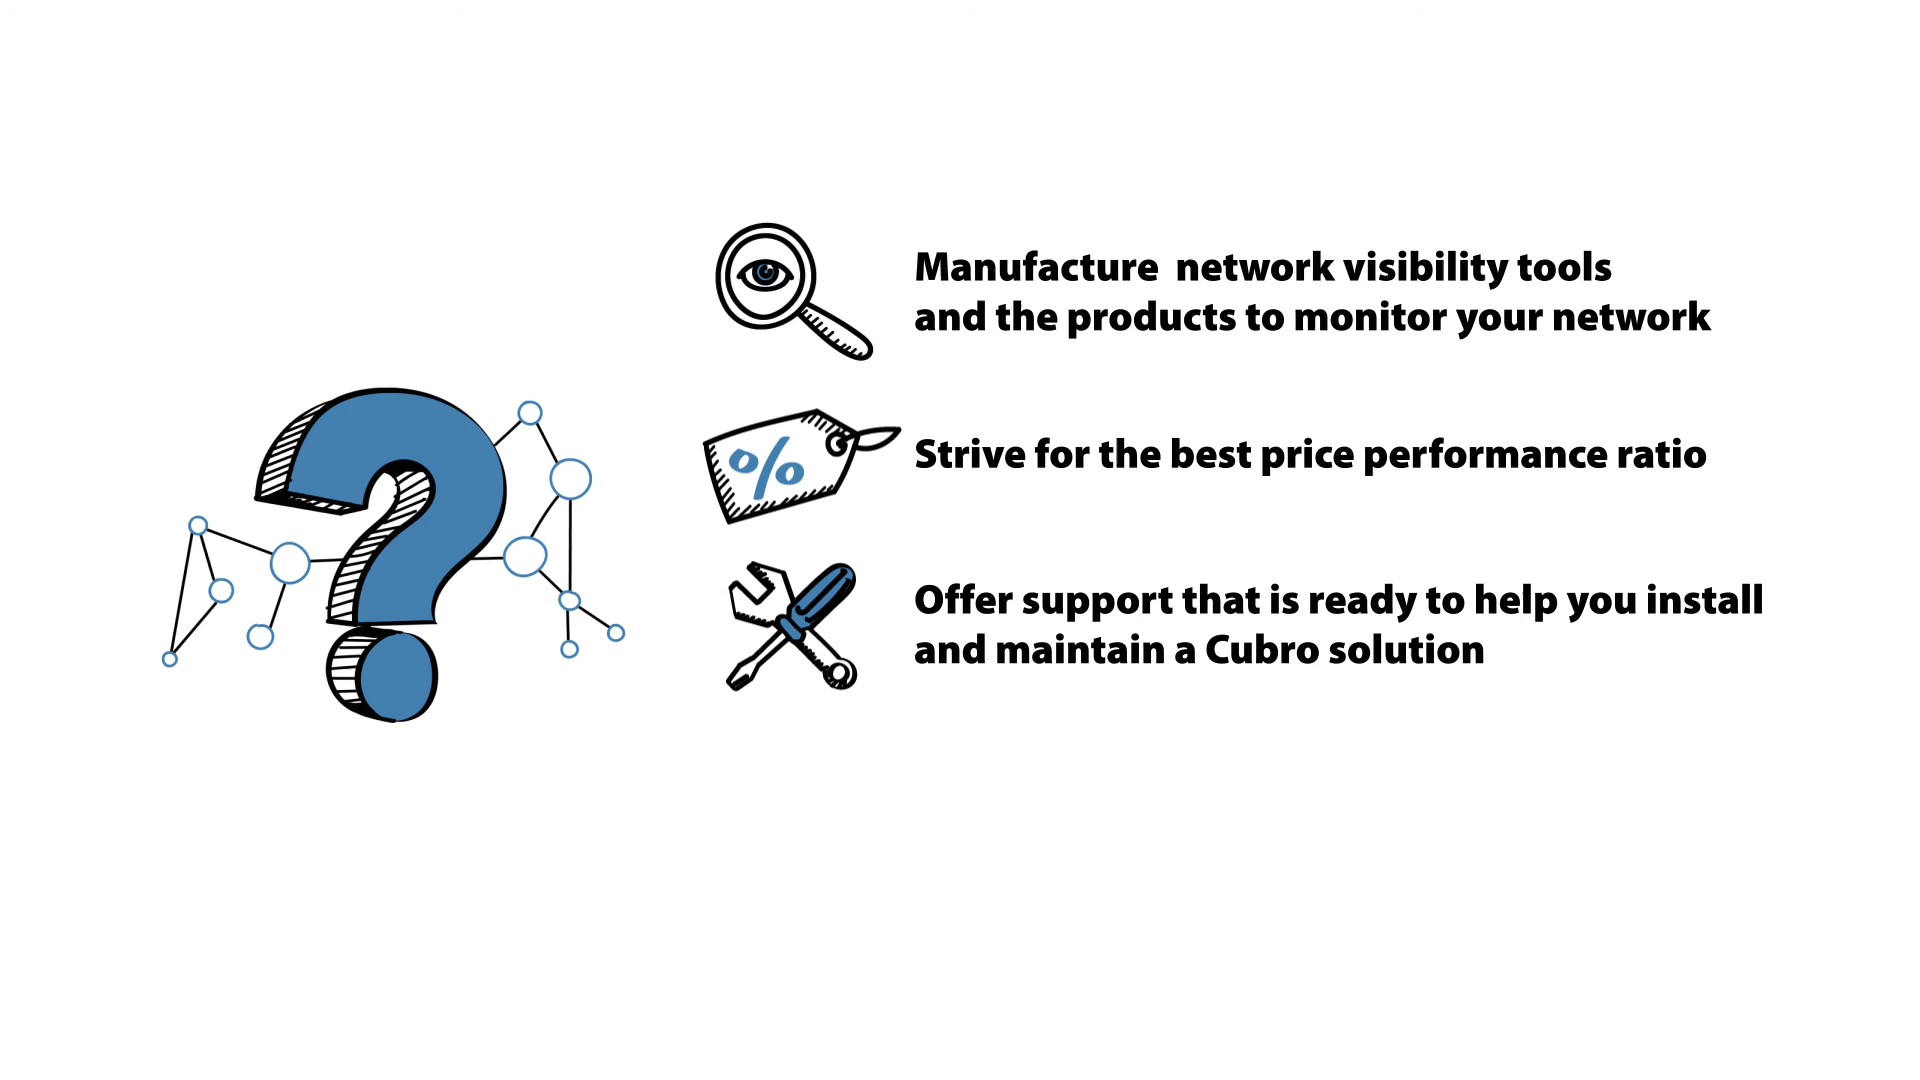 Manufacture  network visibility tools
and the products to monitor your network
%
Strive for the best price performance ratio
Offer support that is ready to help you install
and maintain a Cubro solution